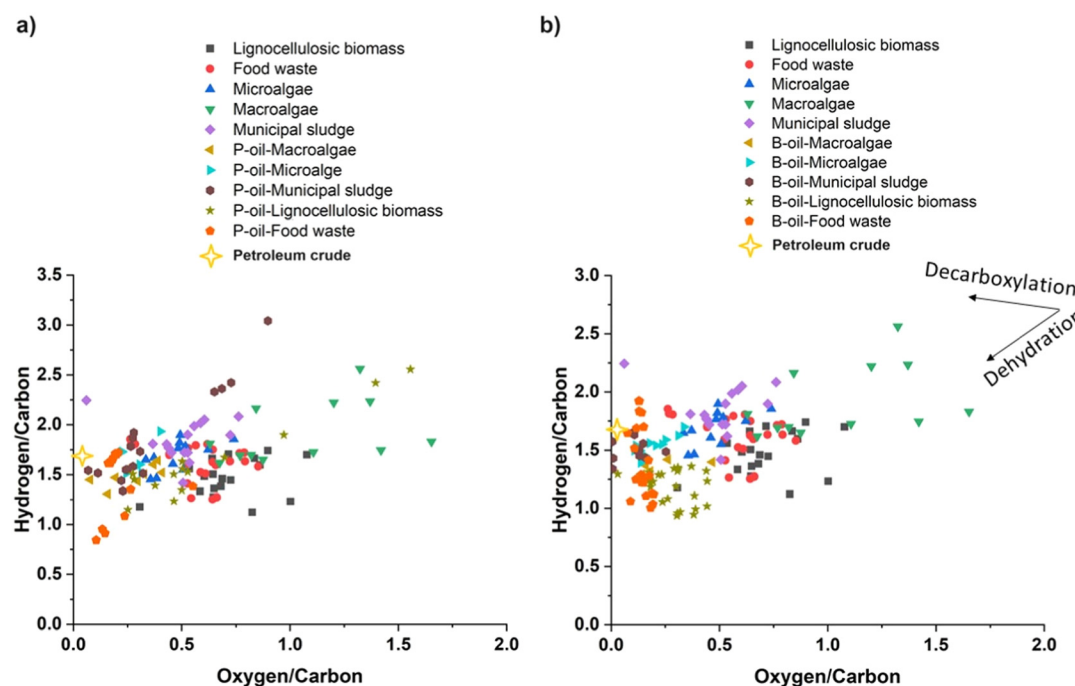 a)
Lignocellulosic biomass
Food waste
Microalgae
Macroalgae
Municipal sludge
P-oil-Macroalgae
P-oil-Microalge
P-oil-Municipal sludge
P-oil-Lignocellulosic biomass
P-oil-Food waste
Petroleum crude
3.5
3.0
2.5
2.0
1.5
1.0
0.5
0.0
Hydrogen/Carbon
0.0 0.5 1.0 1.5 2.0
Oxygen/Carbon
b)
Lignocellulosic biomass
Food waste
Microalgae
Macroalgae
Municipal sludge
B-oil-Macroalgae
B-oil-Microalgae
B-oil-Municipal sludge
B-oil-Lignocellulosic biomass
B-oil-Food waste
Petroleum crude
Decarboxylation
Dehydration
3.0
2.5
2.0
1.5
1.0
0.5
0.0
Hydrogen/Carbon
0.0 0.5 1.0 1.5 2.0
Oxygen/Carbon